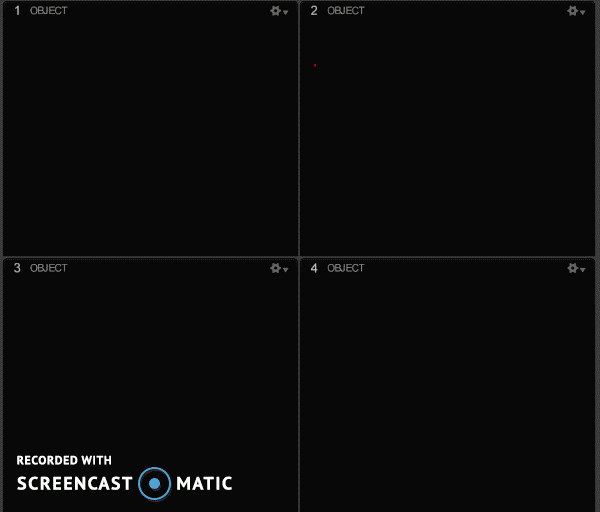 1 OBJECT
2 OBJECT
3 OBJECT
4 OBJECT
RECORDED WITH
SCREENCAST MATIC